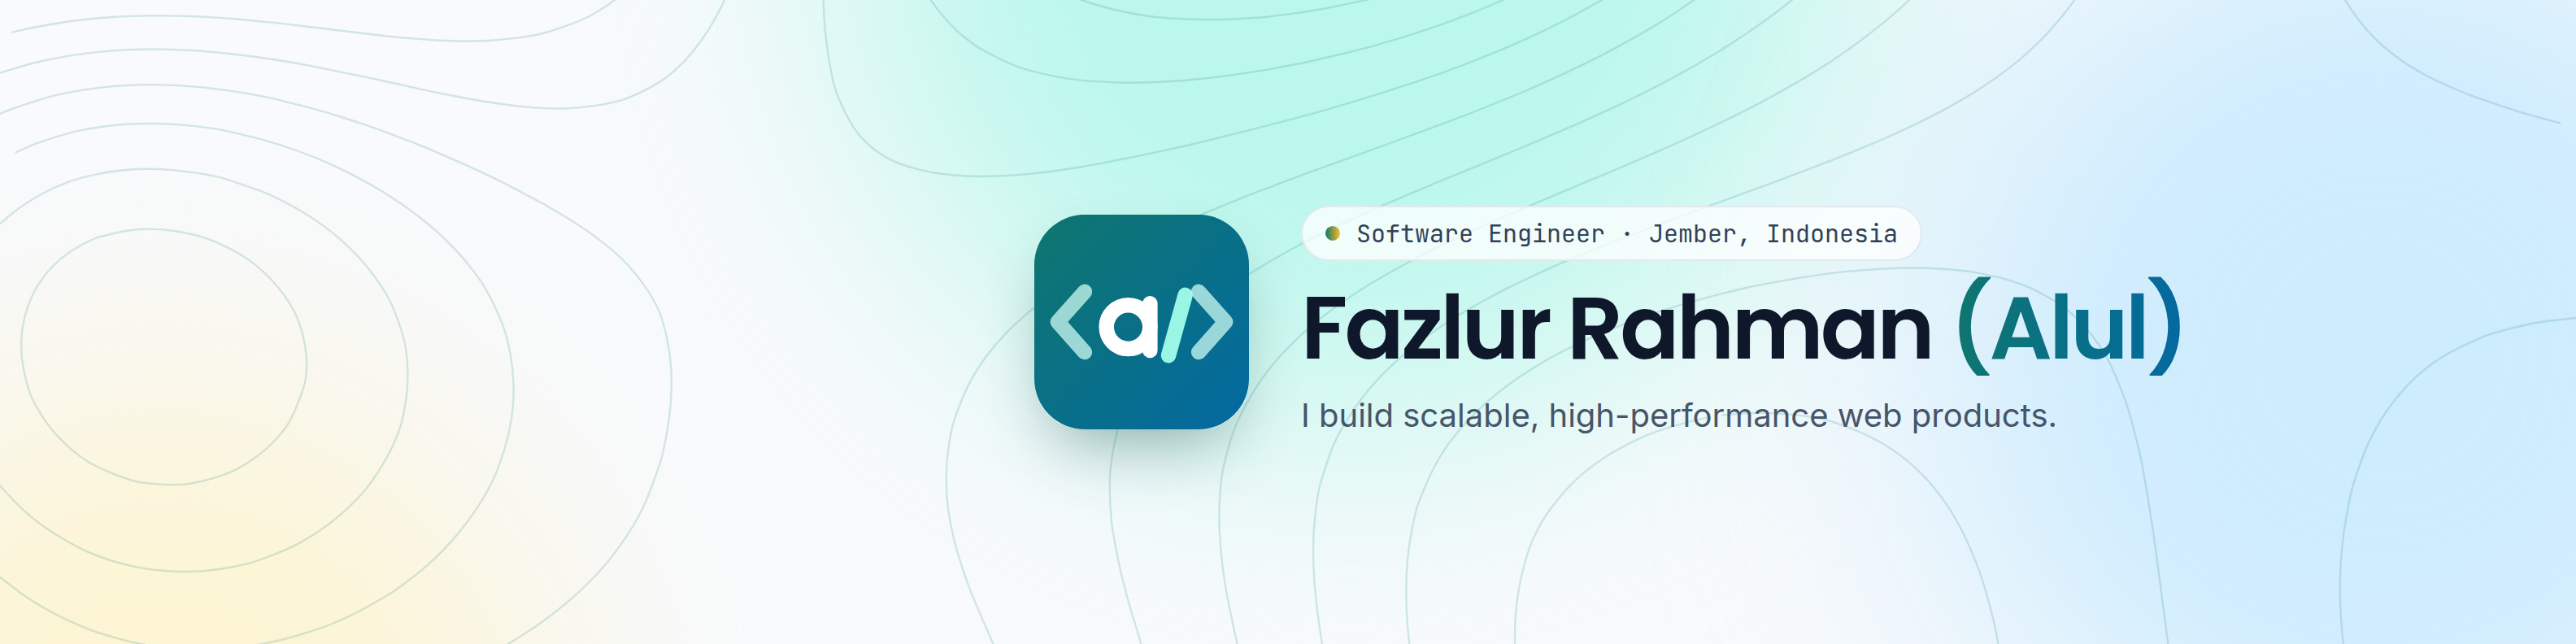 <a/>
Software Engineer · Jember, Indonesia
Fazlur Rahman (Alul)
I build scalable, high-performance web products.